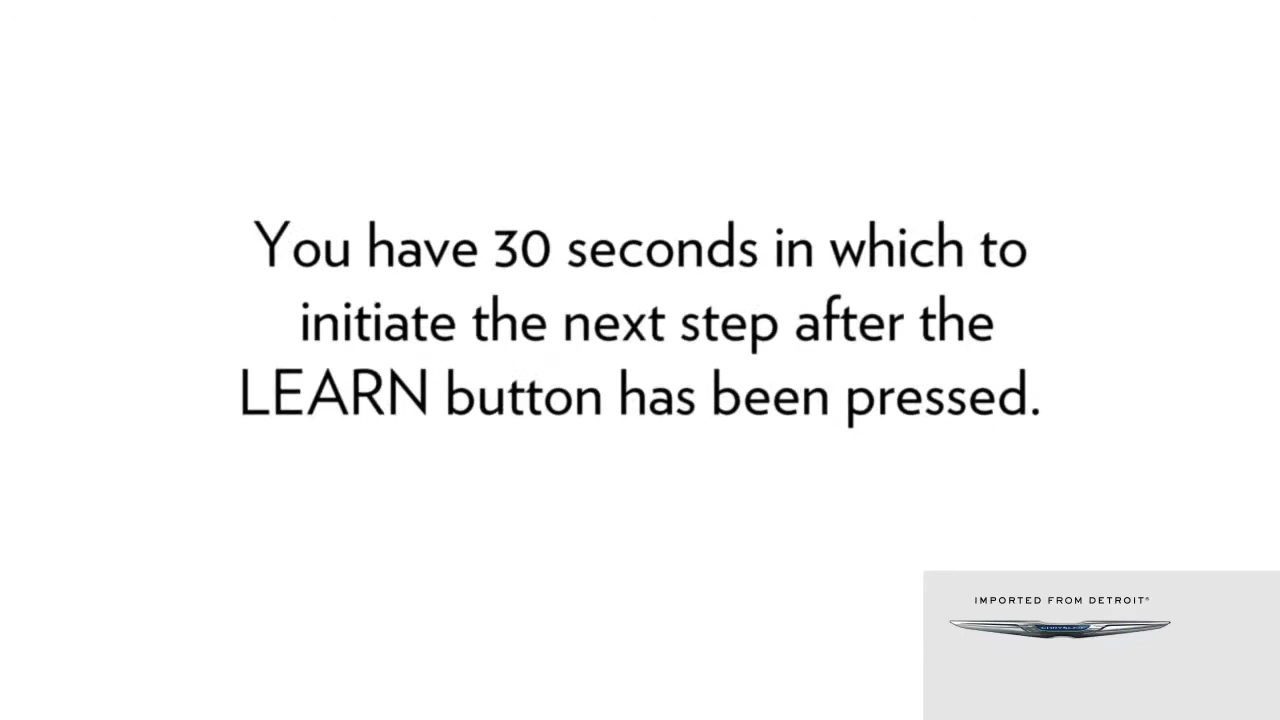 You have 30 seconds in which to
initiate the next step after the
LEARN button has been pressed.
IMPORTED FROM DETROIT®
CHRYSLER